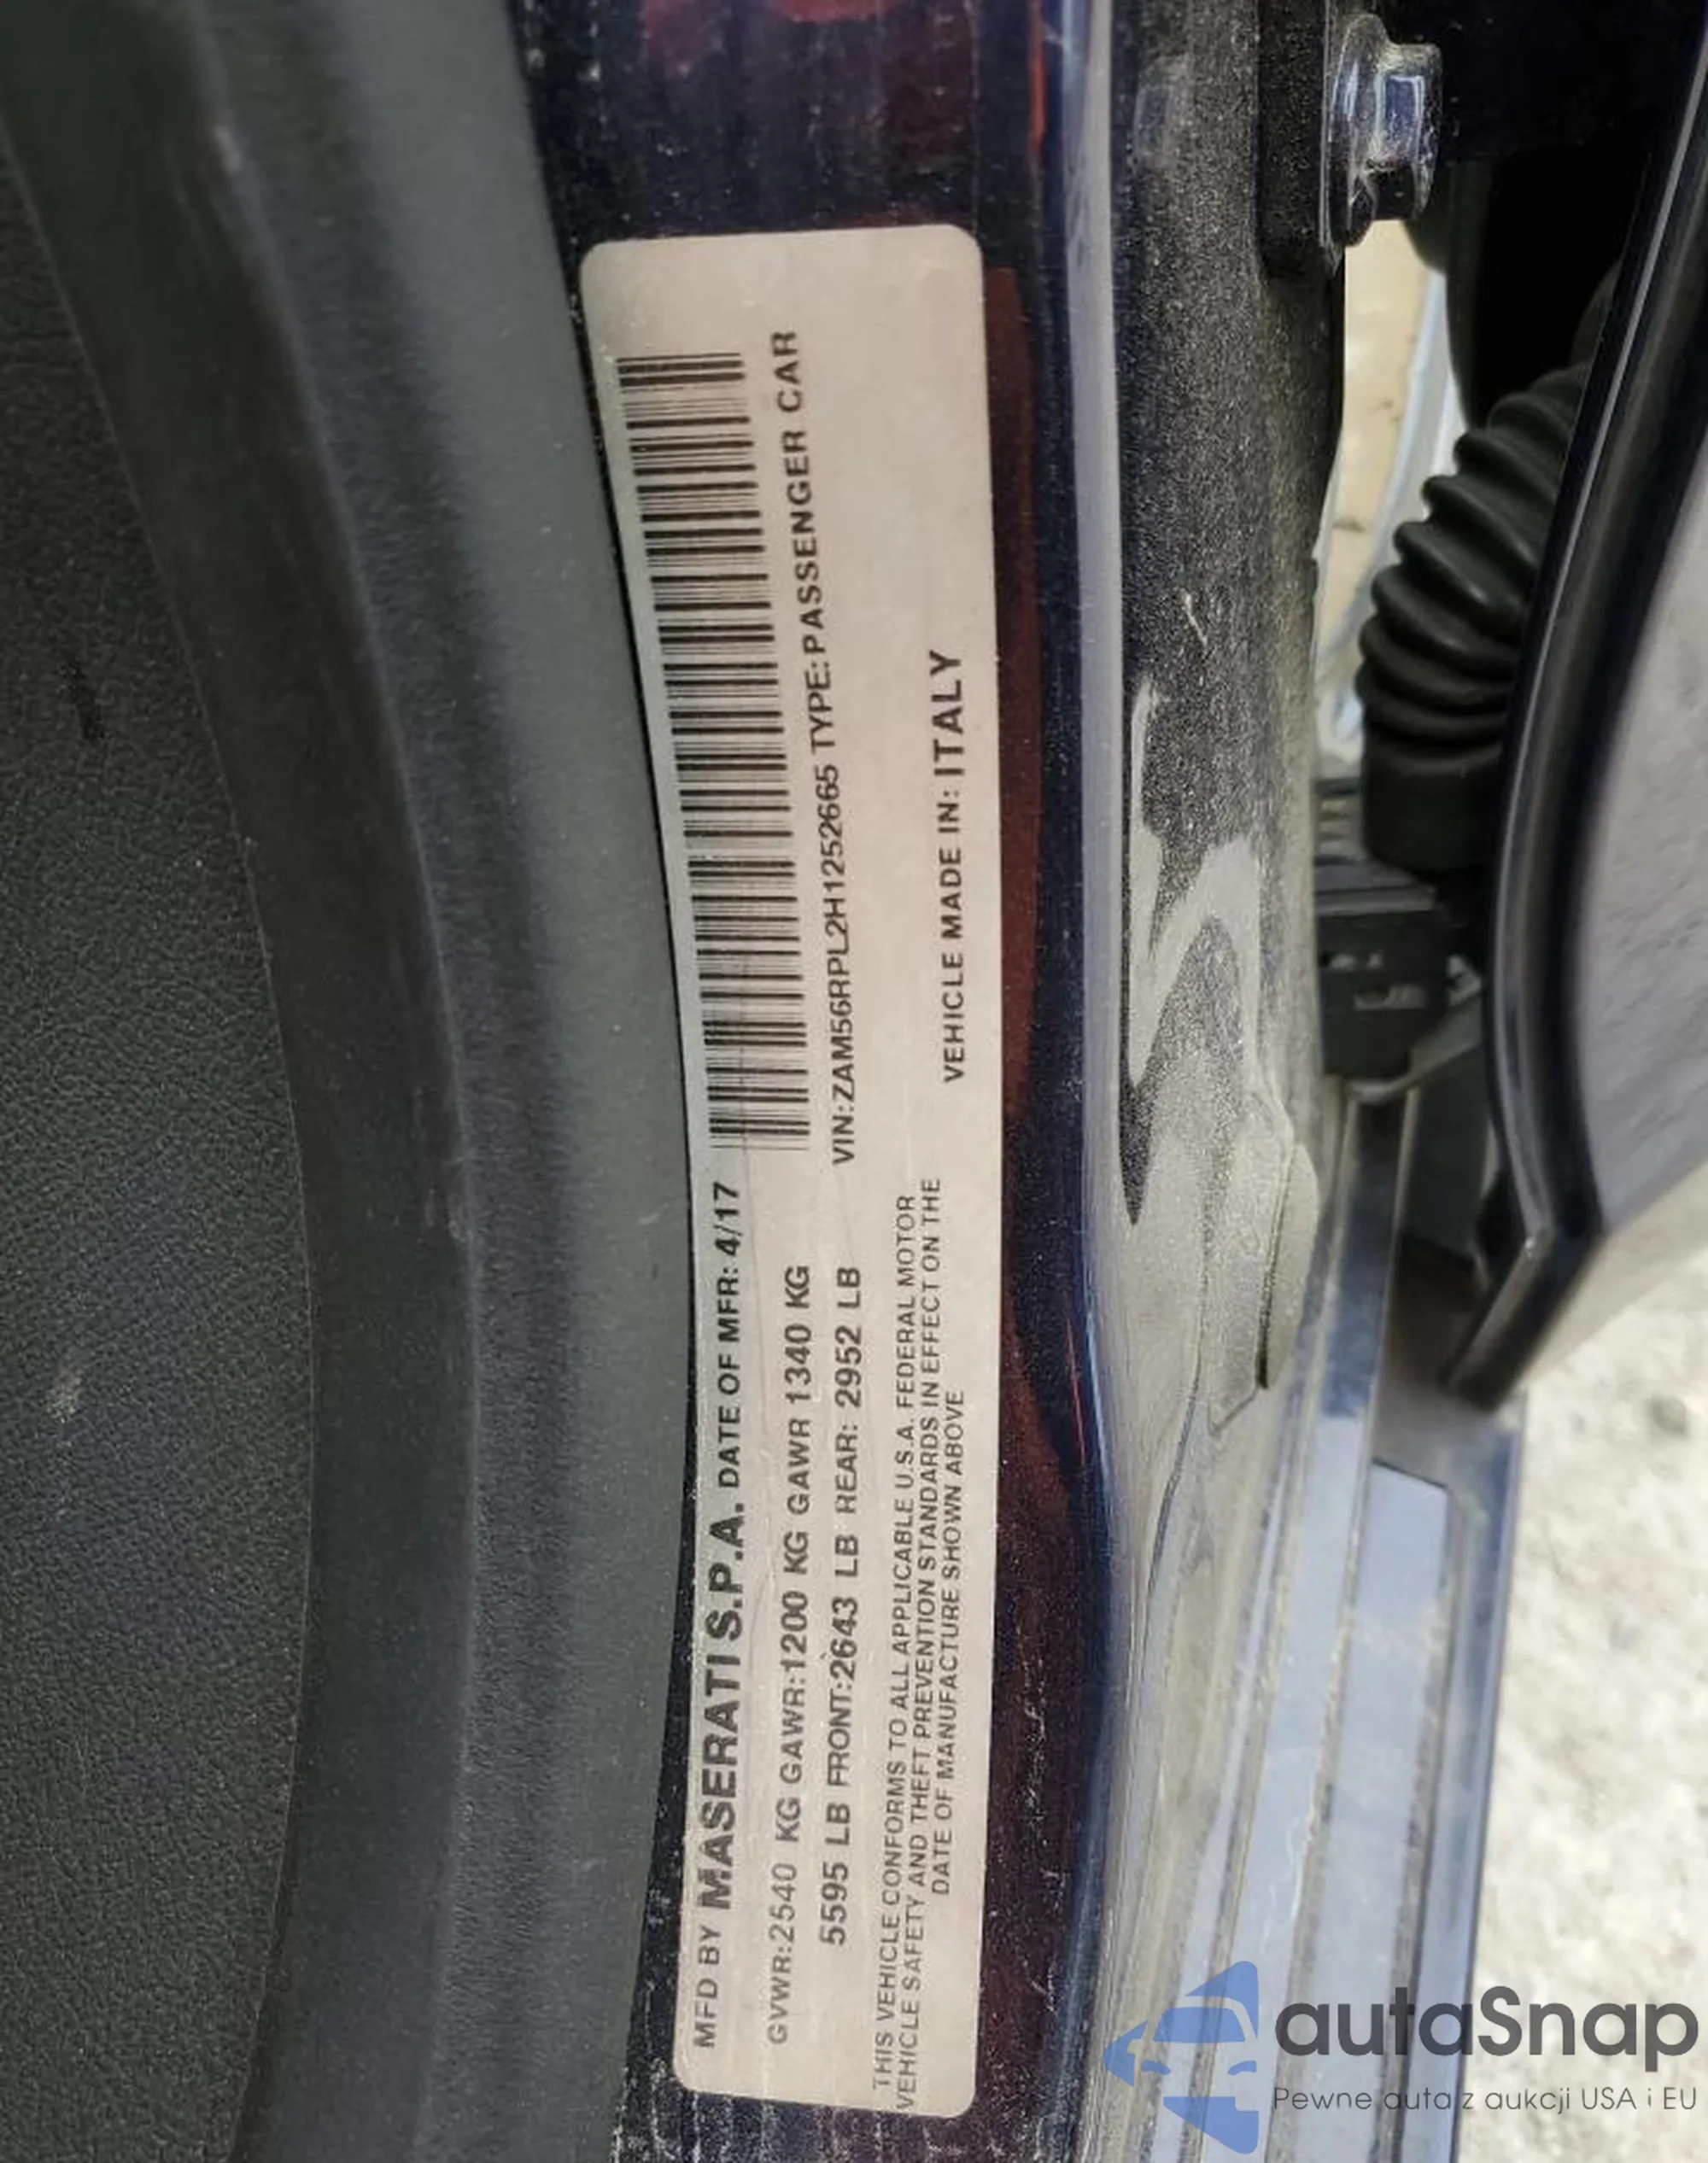 MFD BY MASERATI S.P.A. DATE OF MFR: 4/17
GVWR:2540 KG GAWR:1200 KG GAWR 1340 KG
5595 LB FRONT:2643 LB REAR: 2952 LB
VIN:ZAM56RPL2H1252665 TYPE:PASSENGER CAR
THIS VEHICLE CONFORMS TO ALL APPLICABLE U.S.A. FEDERAL MOTOR
VEHICLE SAFETY AND THEFT PREVENTION STANDARDS IN EFFECT ON THE
DATE OF MANUFACTURE SHOWN ABOVE
VEHICLE MADE IN: ITALY
autaSnap
Pewne auta z aukcji USA i EU